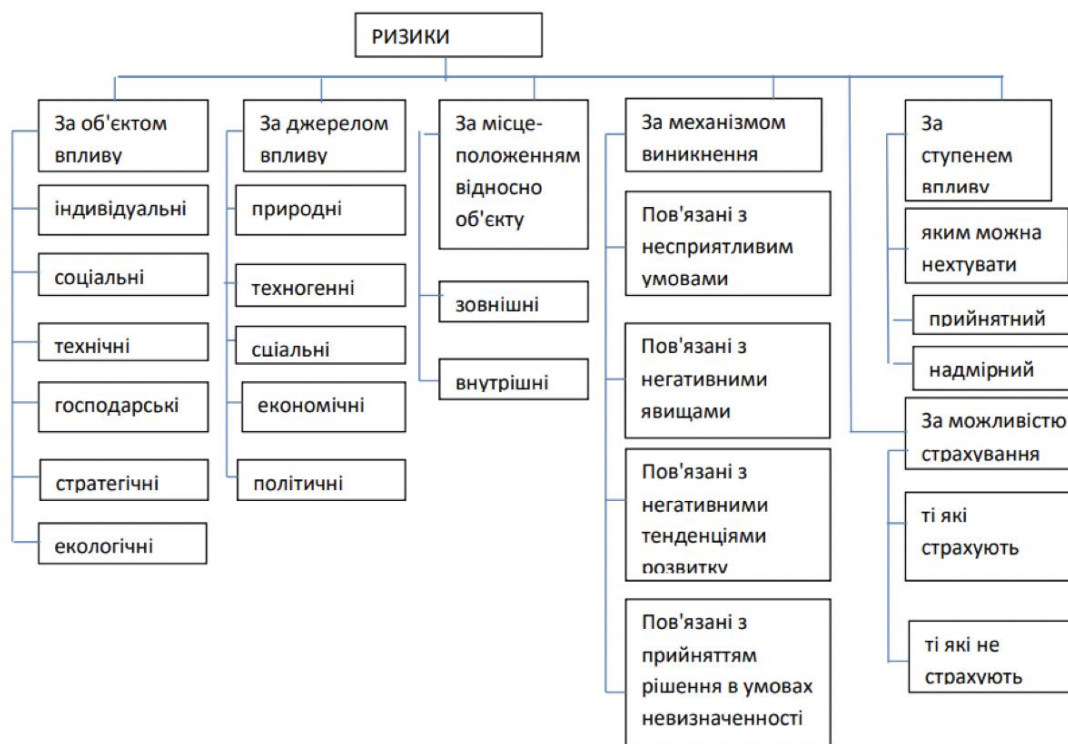 РИЗИКИ
За об'єктом
впливу
індивідуальні
соціальні
технічні
господарські
стратегічні
екологічні
За джерелом
впливу
природні
техногенні
сціальні
економічні
політичні
За місце-
положенням
відносно
об'єкту
зовнішні
внутрішні
За механізмом
виникнення
Пов'язані з
несприятливим
умовами
Пов'язані з
негативними
явищами
Пов'язані з
негативними
тенденціями
розвитку
Пов'язані з
прийняттям
рішення в умовах
невизначенності
За
ступенем
впливу
яким можна
нехтувати
прийнятний
надмірний
За можливістю
страхування
ті які
страхують
ті які не
страхують